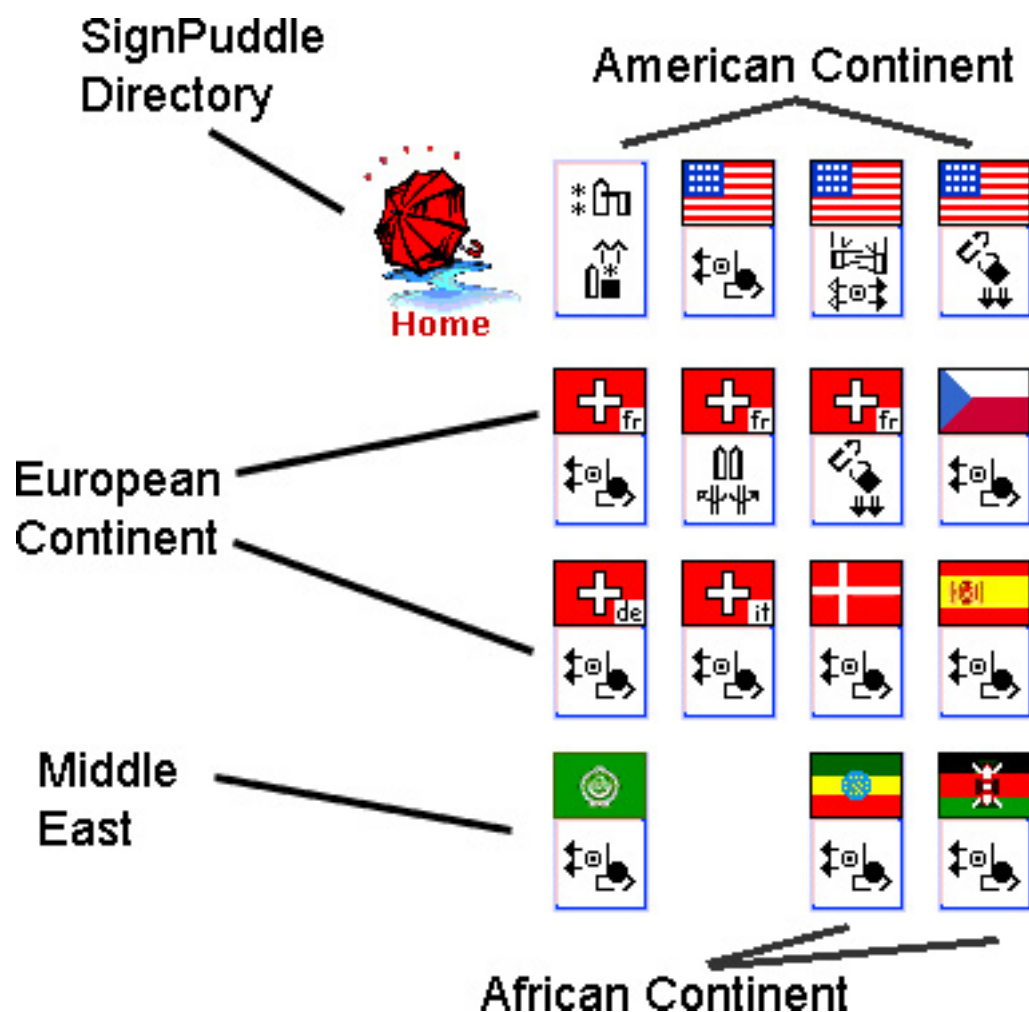 SignPuddle
Directory
American Continent
Home
fr
fr
fr
European
Continent
de
it
Middle
East
African Continent